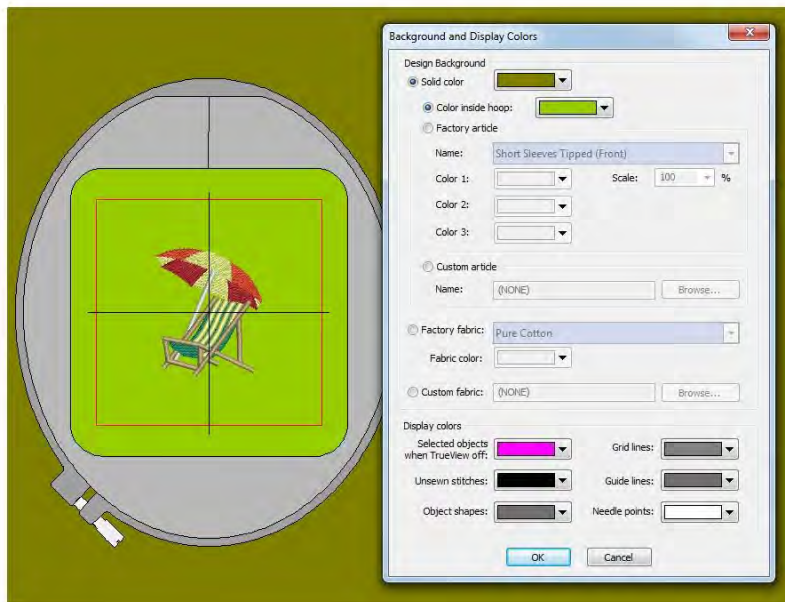 Background and Display Colors
Design Background
Solid color
Color inside hoop:
Factory article
Name: Short Sleeves Tipped (Front)
Color 1: Scale: 100 %
Color 2:
Color 3:
Custom article
Name: (NONE) Browse...
Factory fabric: Pure Cotton
Fabric color:
Custom fabric: (NONE) Browse...
Display colors
Selected objects
when TrueView off: Grid lines:
Unsewn stitches: Guide lines:
Object shapes: Needle points:
OK Cancel